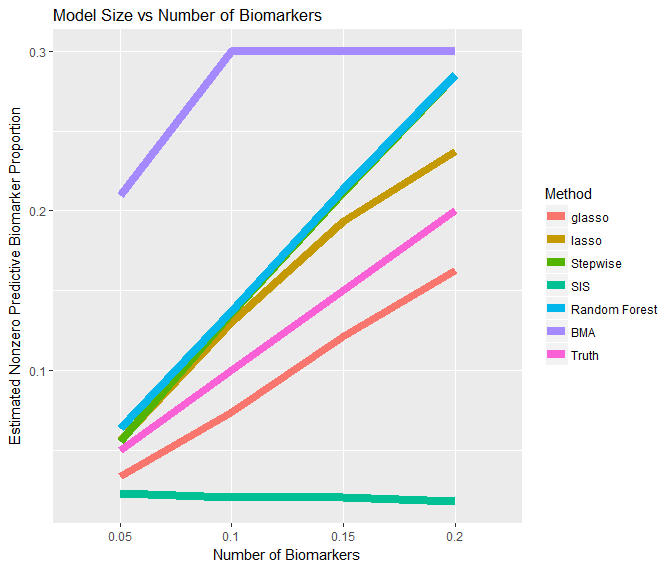 Model Size vs Number of Biomarkers
Estimated Nonzero Predictive Biomarker Proportion
0.3
0.2
0.1
0.05
0.1
0.15
0.2
Number of Biomarkers
Method
glasso
lasso
Stepwise
SIS
Random Forest
BMA
Truth